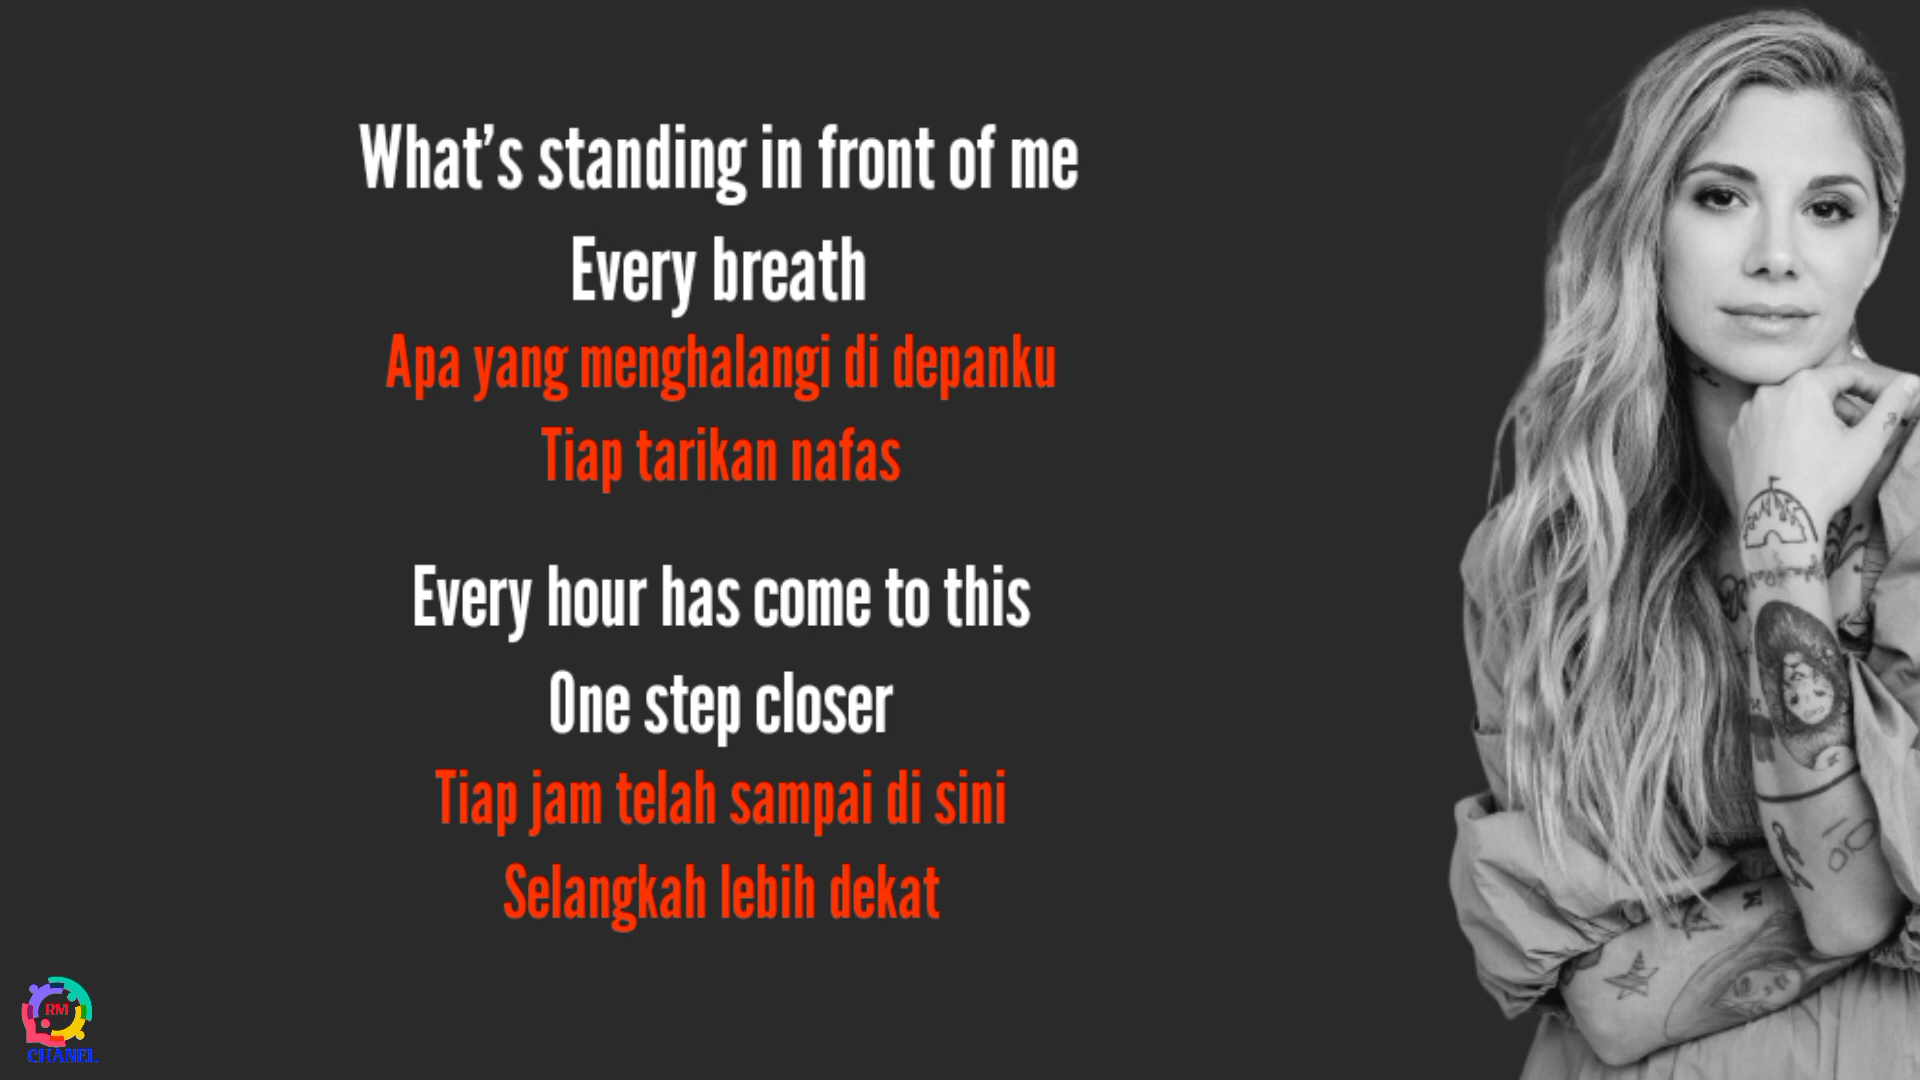 What's standing in front of me
Every breath
Apa yang menghalangi di depanku
Tiap tarikan nafas
Every hour has come to this
One step closer
Tiap jam telah sampai di sini
Selangkah lebih dekat
RM
CHANEL